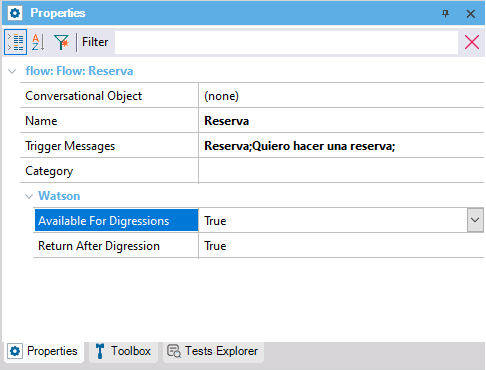 Properties
Filter
flow: Flow: Reserva
Conversational Object (none)
Name Reserva
Trigger Messages Reserva;Quiero hacer una reserva;
Category
Watson
Available For Digressions True
Return After Digression True
Properties Toolbox Tests Explorer